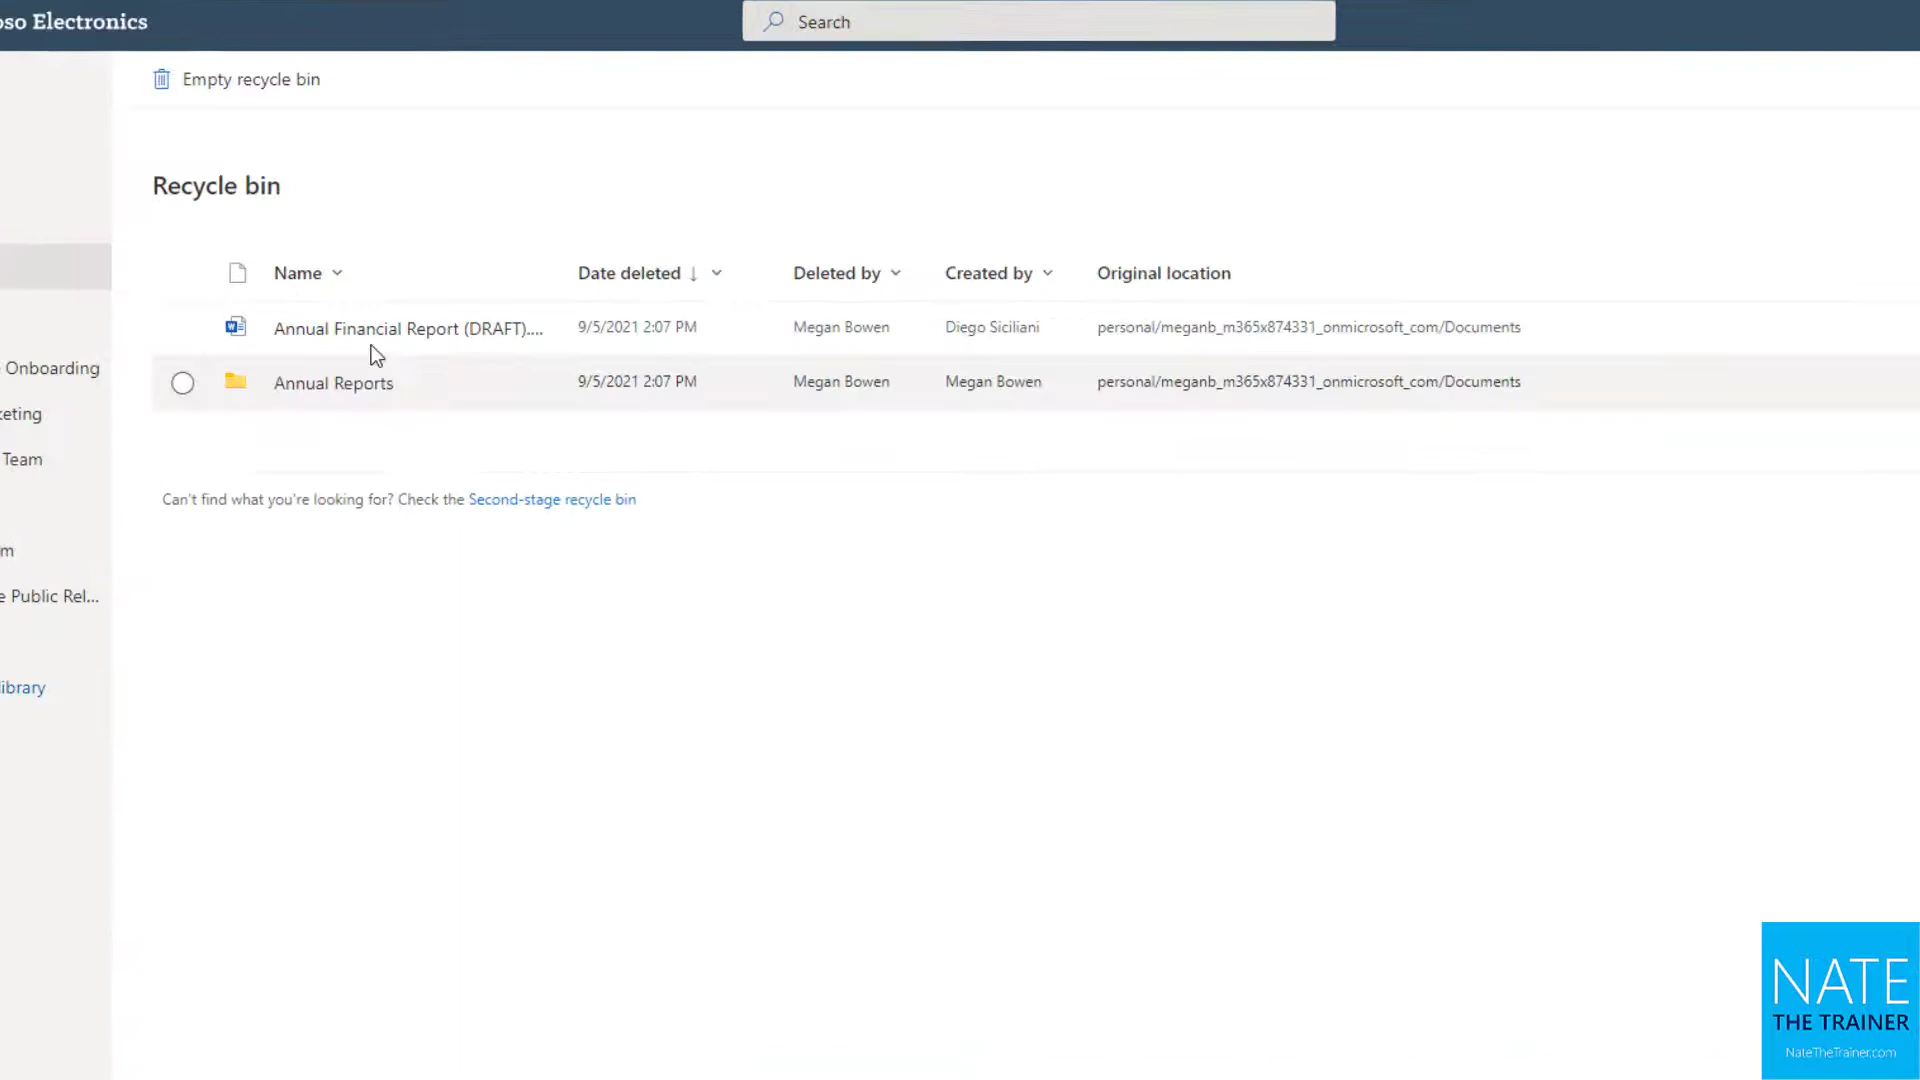 oso Electronics
Search
Empty recycle bin
Recycle bin
Name Date deleted ↓ Deleted by Created by Original location
Annual Financial Report (DRAFT).... 9/5/2021 2:07 PM Megan Bowen Diego Siciliani personal/meganb_m365x874331_onmicrosoft_com/Documents
Annual Reports 9/5/2021 2:07 PM Megan Bowen Megan Bowen personal/meganb_m365x874331_onmicrosoft_com/Documents
Can't find what you're looking for? Check the Second-stage recycle bin
Onboarding
keting
Team
m
e Public Rel...
library
NATE
THE TRAINER
NateTheTrainer.com